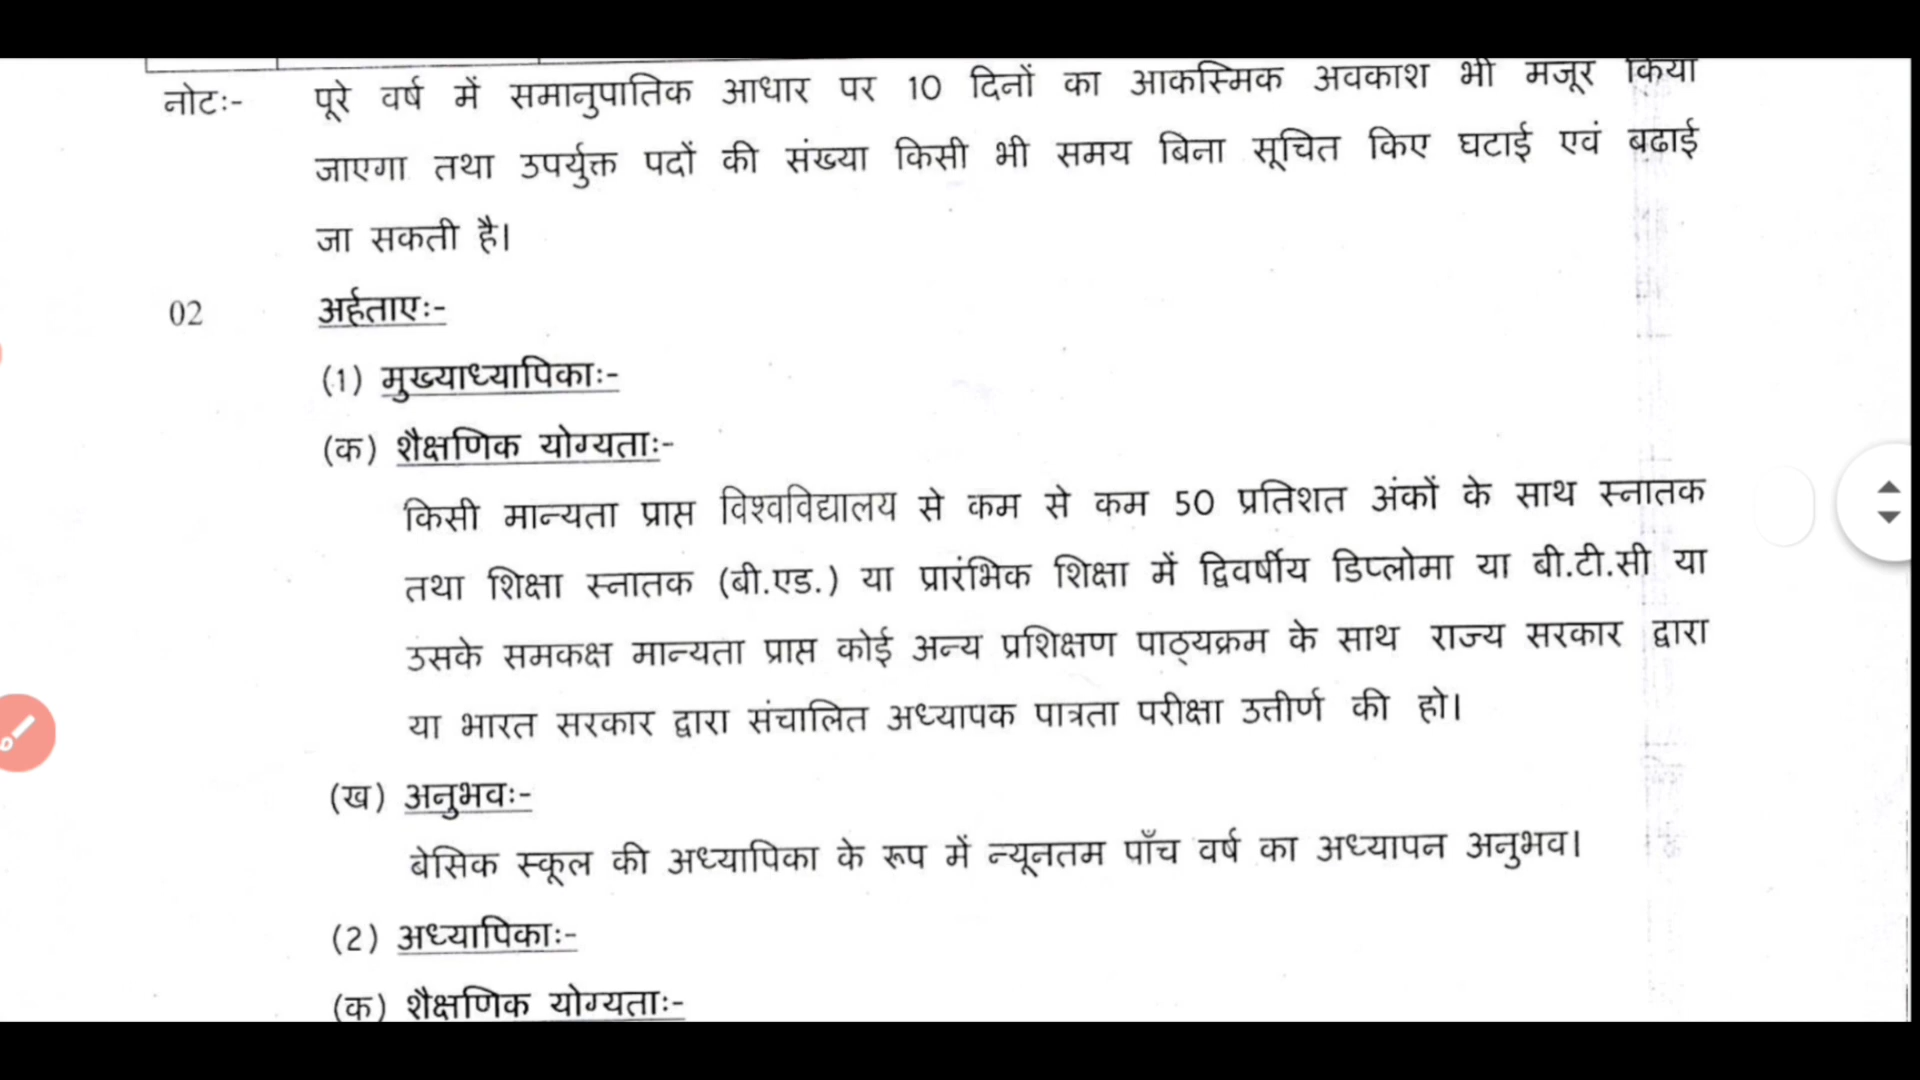 नोटः- पूरे वर्ष में समानुपातिक आधार पर 10 दिनों का आकस्मिक अवकाश भी मजूर किया
जाएगा तथा उपर्युक्त पदों की संख्या किसी भी समय बिना सूचित किए घटाई एवं बढाई
जा सकती है।
02 अर्हताएः-
(1) मुख्याध्यापिकाः-
(क) शैक्षणिक योग्यताः-
किसी मान्यता प्राप्त विश्वविद्यालय से कम से कम 50 प्रतिशत अंकों के साथ स्नातक
तथा शिक्षा स्नातक (बी.एड.) या प्रारंभिक शिक्षा में द्विवर्षीय डिप्लोमा या बी.टी.सी या
उसके समकक्ष मान्यता प्राप्त कोई अन्य प्रशिक्षण पाठ्यक्रम के साथ राज्य सरकार द्वारा
या भारत सरकार द्वारा संचालित अध्यापक पात्रता परीक्षा उत्तीर्ण की हो।
(ख) अनुभवः-
बेसिक स्कूल की अध्यापिका के रूप में न्यूनतम पाँच वर्ष का अध्यापन अनुभव।
(2) अध्यापिकाः-
(क) शैक्षणिक योग्यताः-